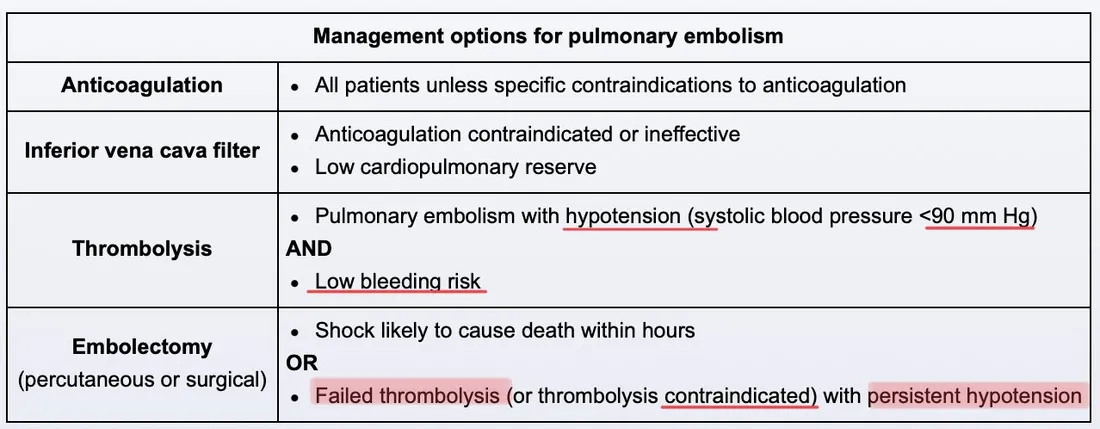 Management options for pulmonary embolism
Anticoagulation
• All patients unless specific contraindications to anticoagulation
Inferior vena cava filter
• Anticoagulation contraindicated or ineffective
• Low cardiopulmonary reserve
Thrombolysis
• Pulmonary embolism with hypotension (systolic blood pressure <90 mm Hg)
AND
• Low bleeding risk
Embolectomy
(percutaneous or surgical)
• Shock likely to cause death within hours
OR
• Failed thrombolysis (or thrombolysis contraindicated) with persistent hypotension